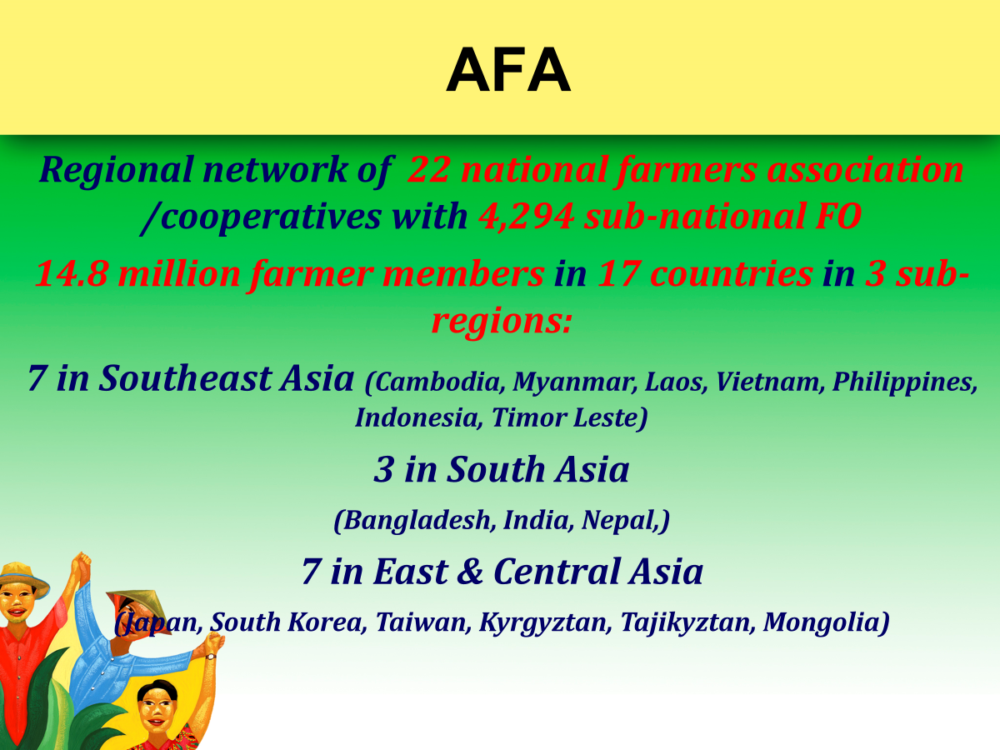 AFA
Regional network of 22 national farmers association
/cooperatives with 4,294 sub-national FO
14.8 million farmer members in 17 countries in 3 sub-
regions:
7 in Southeast Asia (Cambodia, Myanmar, Laos, Vietnam, Philippines,
Indonesia, Timor Leste)
3 in South Asia
(Bangladesh, India, Nepal,)
7 in East & Central Asia
(Japan, South Korea, Taiwan, Kyrgyztan, Tajikyztan, Mongolia)